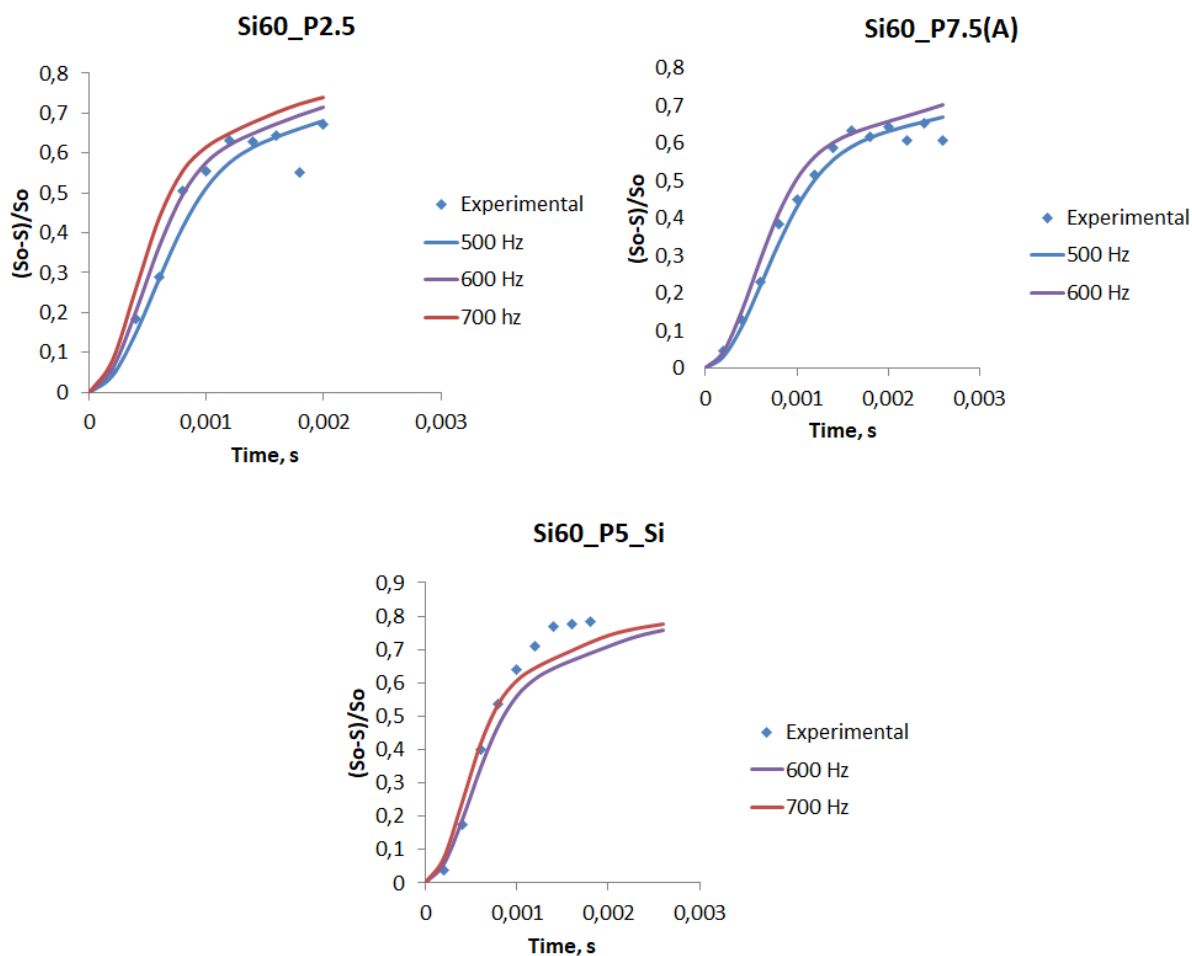 Si60_P2.5
0,8
0,7
0,6
0,5
0,4
0,3
0,2
0,1
0
(So-S)/So
0
0,001
0,002
0,003
Time, s
Experimental
500 Hz
600 Hz
700 hz
Si60_P7.5(A)
0,8
0,7
0,6
0,5
0,4
0,3
0,2
0,1
0
(So-S)/So
0
0,001
0,002
0,003
Time, s
Experimental
500 Hz
600 Hz
Si60_P5_Si
0,9
0,8
0,7
0,6
0,5
0,4
0,3
0,2
0,1
0
(So-S)/So
0
0,001
0,002
0,003
Time, s
Experimental
600 Hz
700 Hz